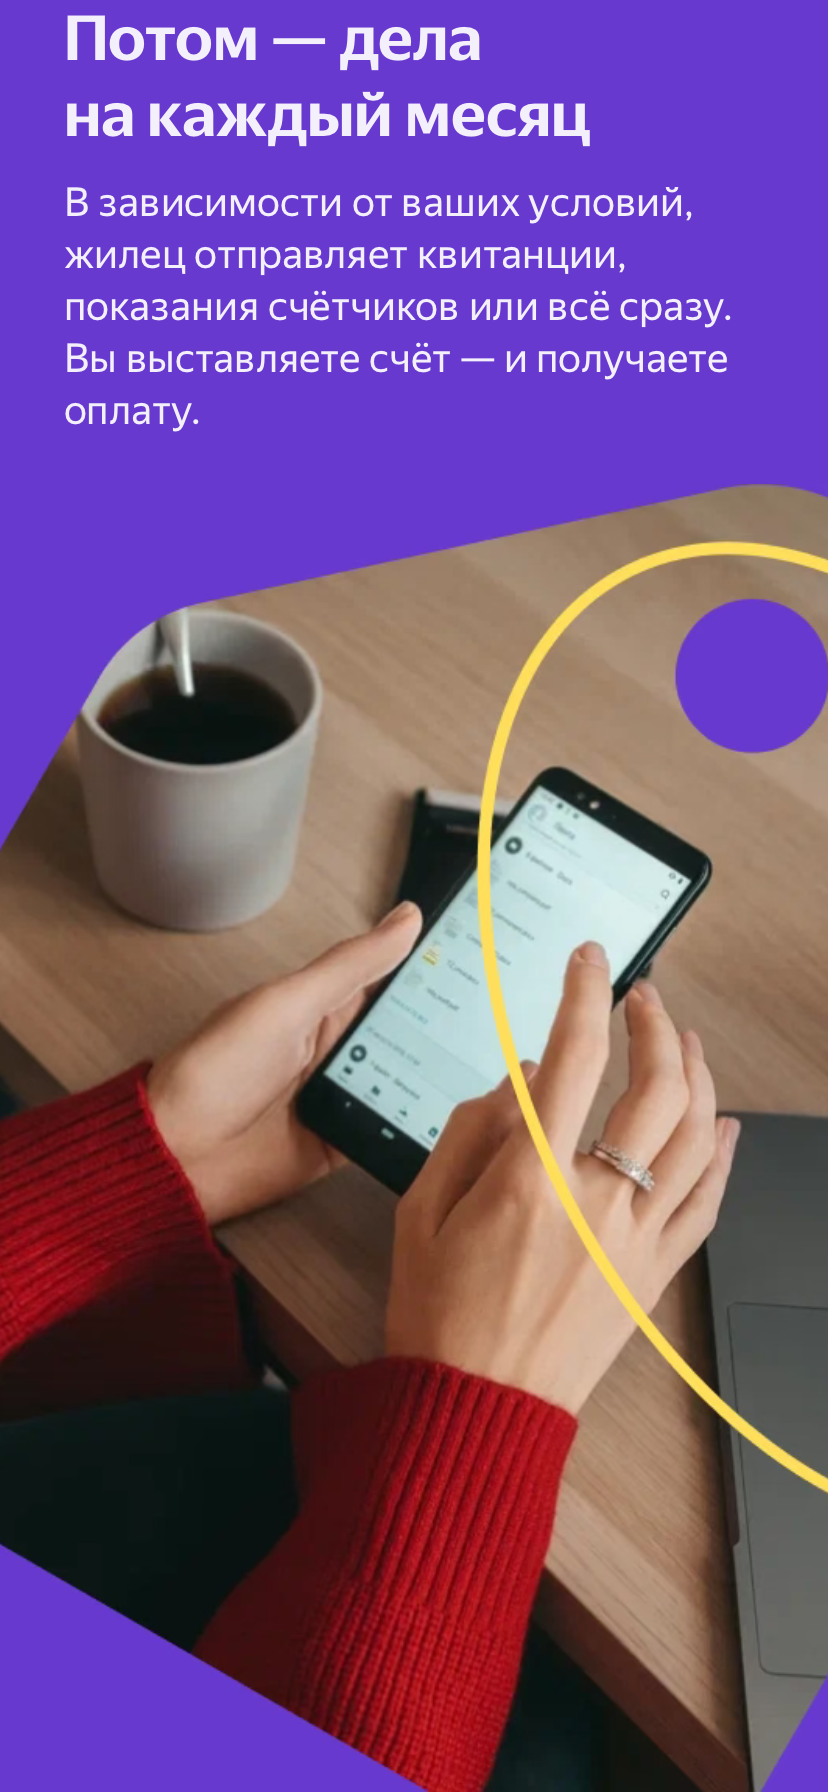 Потом — дела
на каждый месяц
В зависимости от ваших условий,
жилец отправляет квитанции,
показания счётчиков или всё сразу.
Вы выставляете счёт — и получаете
оплату.